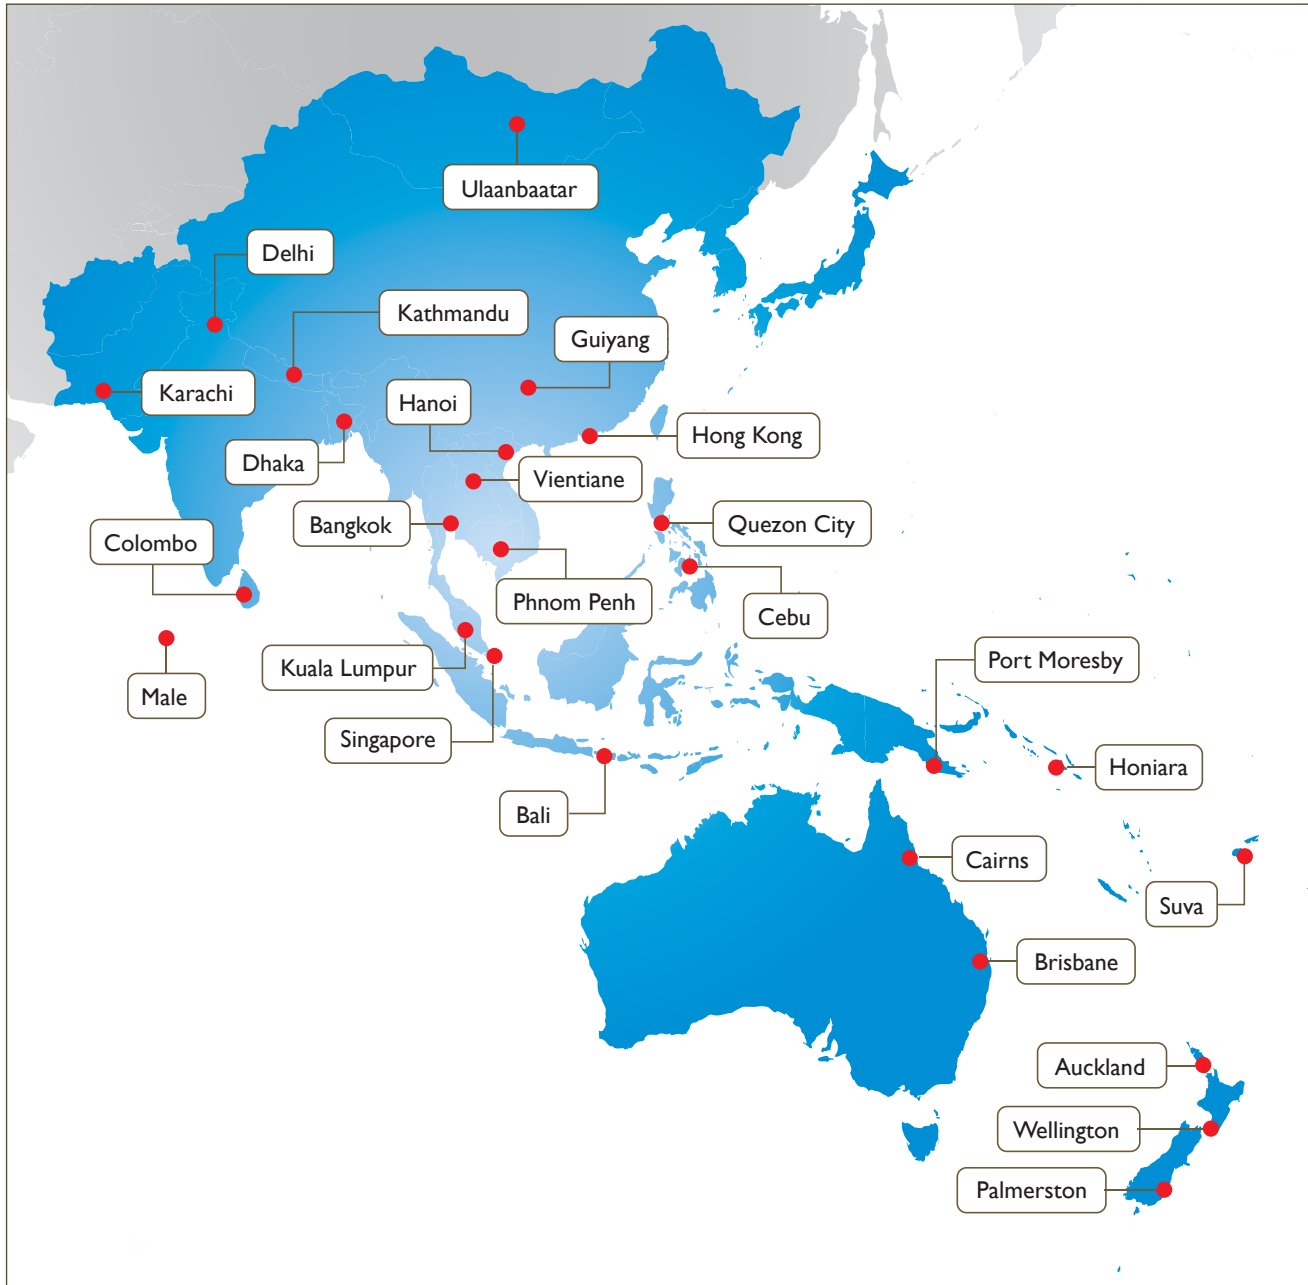 Ulaanbaatar
Delhi
Kathmandu
Guiyang
Karachi
Hanoi
Hong Kong
Dhaka
Vientiane
Bangkok
Quezon City
Colombo
Phnom Penh
Cebu
Port Moresby
Kuala Lumpur
Male
Singapore
Honiara
Bali
Cairns
Suva
Brisbane
Auckland
Wellington
Palmerston